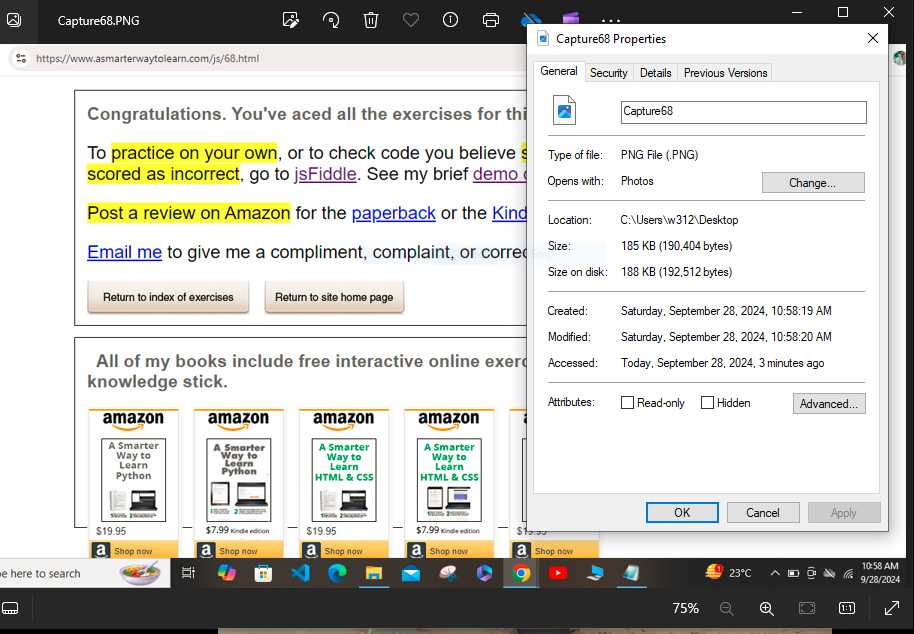 Capture68.PNG
https://www.asmarterwaytolearn.com/js/68.html
Congratulations. You've aced all the exercises for thi
To practice on your own, or to check code you believe s
scored as incorrect, go to jsFiddle. See my brief demo
Post a review on Amazon for the paperback or the Kind
Email me to give me a compliment, complaint, or correc
Return to index of exercises
Return to site home page
All of my books include free interactive online exerc
knowledge stick.
amazon
A Smarter
Way to
Learn
Python
$19.95
a Shop now
amazon
A Smarter
Way to
Learn
Python
$7.99 Kindle edition
a Shop now
amazon
A Smarter
Way to
Learn
HTML & CSS
$19.95
a Shop now
amazon
A Smarter
Way to
Learn
HTML & CSS
$7.99 Kindle edition
a Shop now
a Shop now
Capture68 Properties
General
Security
Details
Previous Versions
Capture68
Type of file: PNG File (.PNG)
Opens with: Photos
Change...
Location: C:\Users\w312\Desktop
Size: 185 KB (190,404 bytes)
Size on disk: 188 KB (192,512 bytes)
Created: Saturday, September 28, 2024, 10:58:19 AM
Modified: Saturday, September 28, 2024, 10:58:20 AM
Accessed: Today, September 28, 2024, 3 minutes ago
Attributes: Read-only Hidden Advanced...
OK Cancel Apply
e here to search
23°C
10:58 AM
9/28/2024
75%
1:1